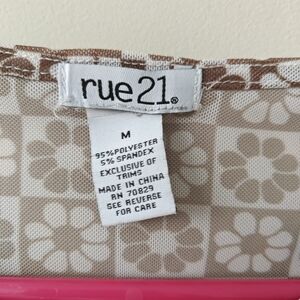 rue21®
M
95% POLYESTER
5% SPANDEX
EXCLUSIVE OF
TRIMS
MADE IN CHINA
RN 70829
SEE REVERSE
FOR CARE